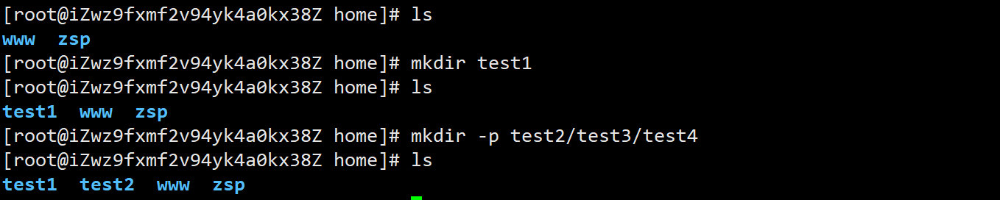 [root@iZwz9fxmf2v94yk4a0kx38Z home]# ls
www  zsp
[root@iZwz9fxmf2v94yk4a0kx38Z home]# mkdir test1
[root@iZwz9fxmf2v94yk4a0kx38Z home]# ls
test1  www  zsp
[root@iZwz9fxmf2v94yk4a0kx38Z home]# mkdir -p test2/test3/test4
[root@iZwz9fxmf2v94yk4a0kx38Z home]# ls
test1  test2  www  zsp